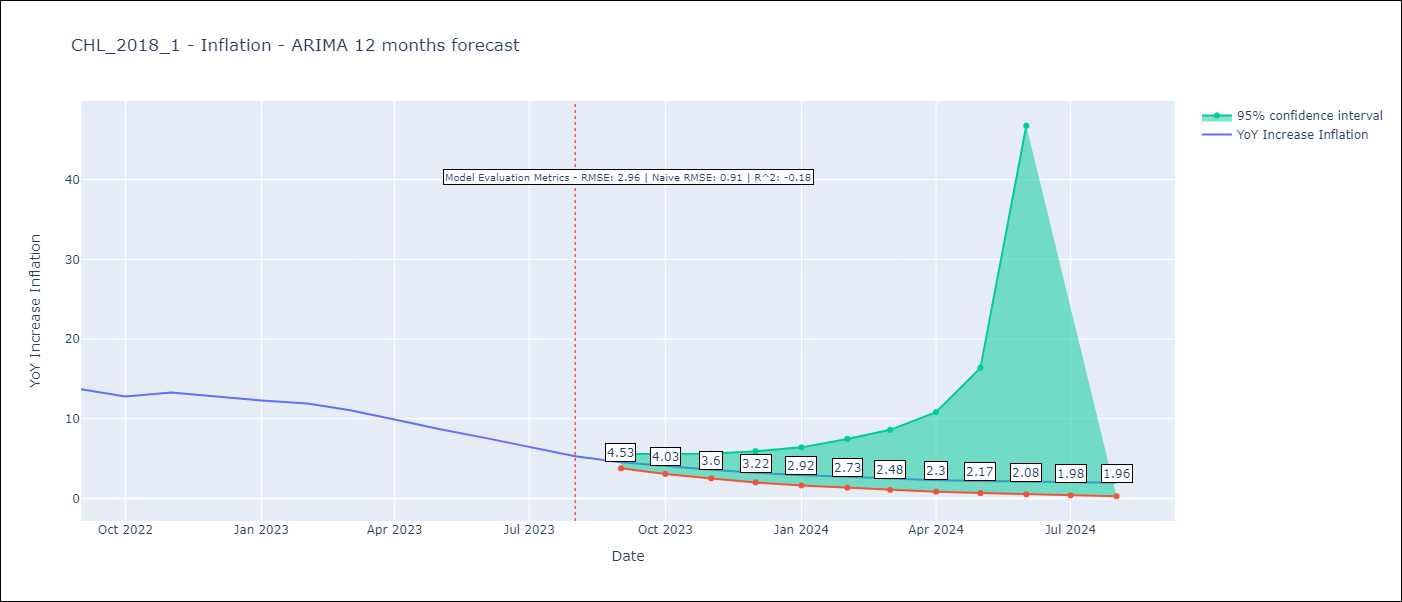 CHL_2018_1 - Inflation - ARIMA 12 months forecast
95% confidence interval
YoY Increase Inflation
Model Evaluation Metrics - RMSE: 2.96 | Naive RMSE: 0.91 | R^2: -0.18
YoY Increase Inflation
40
30
20
10
0
4.53
4.03
3.6
3.22
2.92
2.73
2.48
2.3
2.17
2.08
1.98
1.96
Oct 2022
Jan 2023
Apr 2023
Jul 2023
Oct 2023
Jan 2024
Apr 2024
Jul 2024
Date